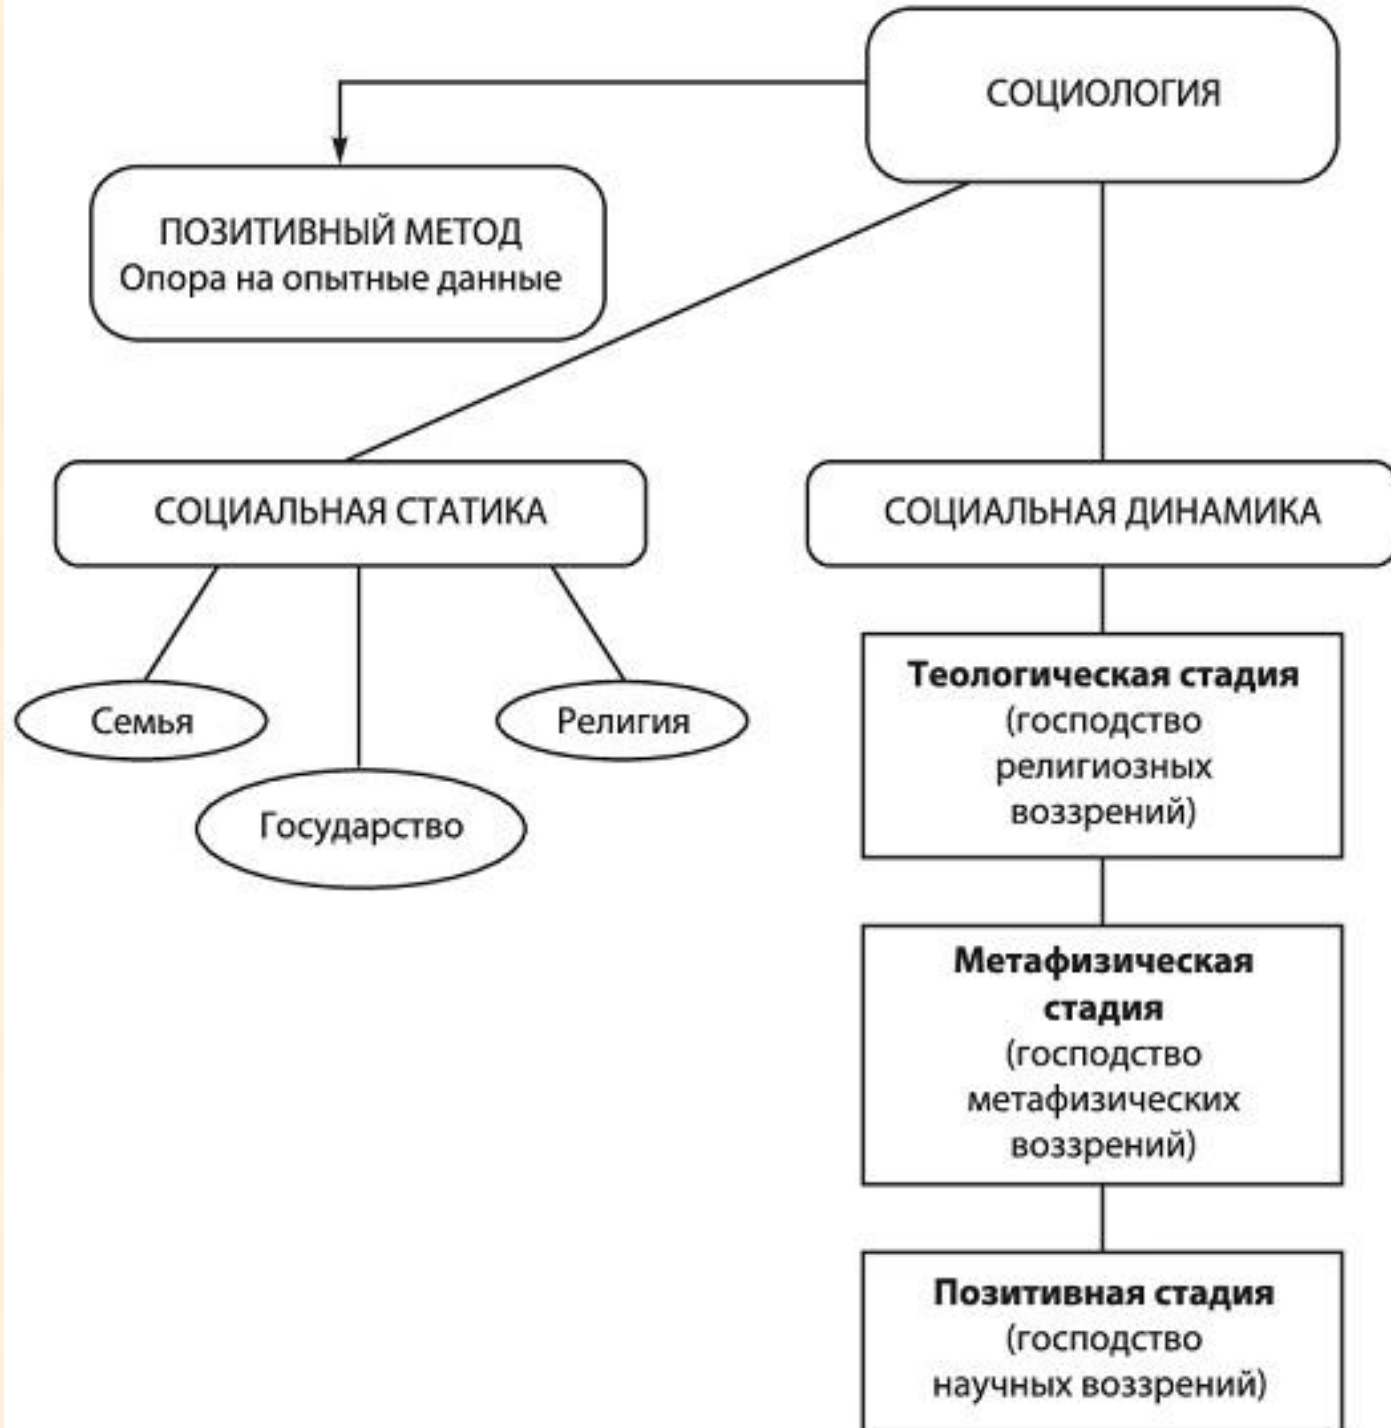 СОЦИОЛОГИЯ
ПОЗИТИВНЫЙ МЕТОД
Опора на опытные данные
СОЦИАЛЬНАЯ СТАТИКА
СОЦИАЛЬНАЯ ДИНАМИКА
Семья
Государство
Религия
Теологическая стадия
(господство
религиозных
воззрений)
Метафизическая
стадия
(господство
метафизических
воззрений)
Позитивная стадия
(господство
научных воззрений)